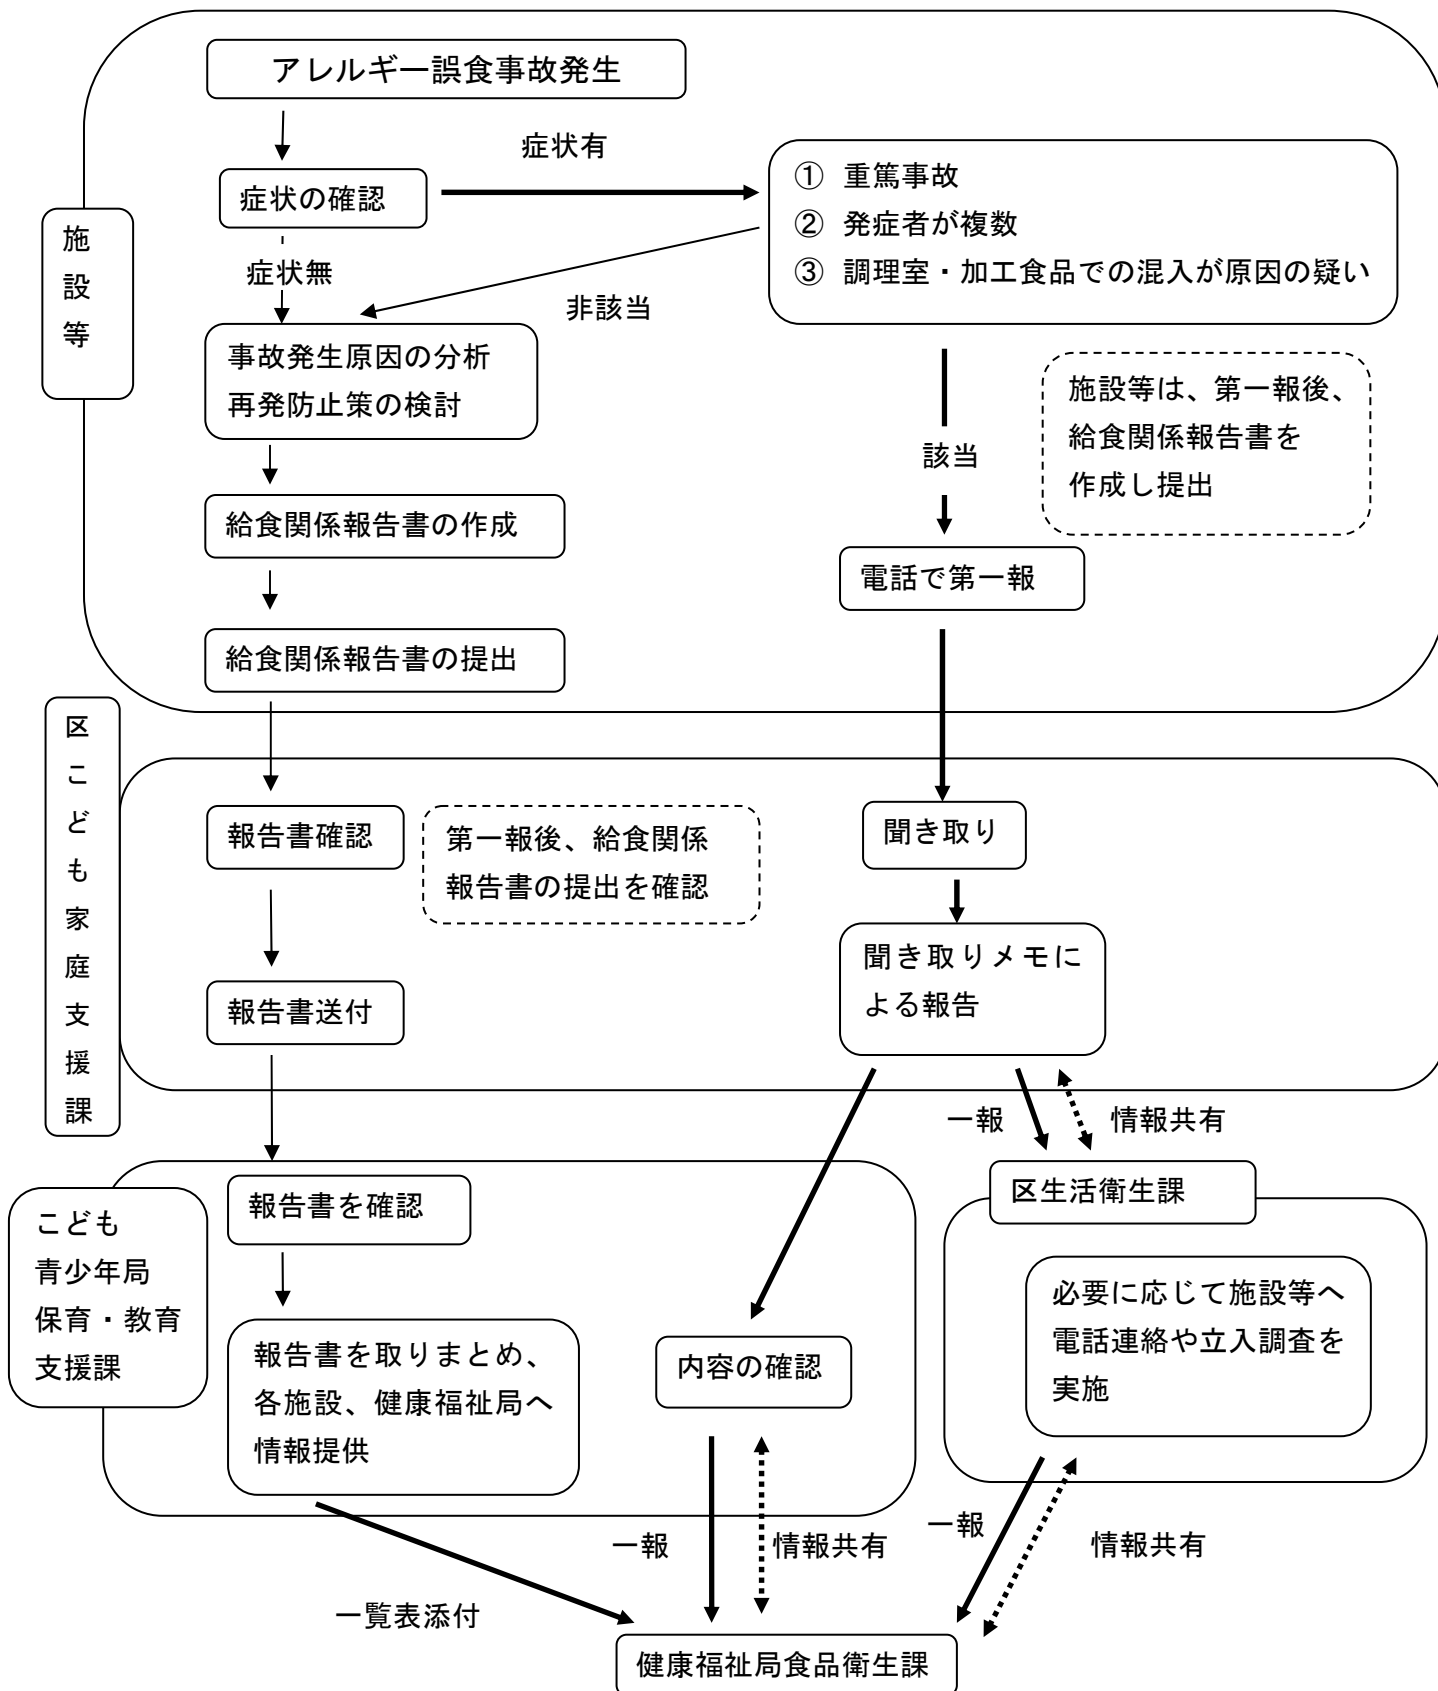 アレルギー誤食事故発生
症状有
症状の確認
① 重篤事故
② 発症者が複数
③ 調理室・加工食品での混入が原因の疑い
施設等
症状無
非該当
事故発生原因の分析
再発防止策の検討
施設等は、第一報後、
給食関係報告書を
作成し提出
該当
給食関係報告書の作成
電話で第一報
給食関係報告書の提出
区こども家庭支援課
報告書確認
第一報後、給食関係
報告書の提出を確認
聞き取り
聞き取りメモに
よる報告
報告書送付
一報
情報共有
こども
青少年局
保育・教育
支援課
報告書を確認
区生活衛生課
必要に応じて施設等へ
電話連絡や立入調査を
実施
報告書を取りまとめ、
各施設、健康福祉局へ
情報提供
内容の確認
一報
情報共有
一報
情報共有
一覧表添付
健康福祉局食品衛生課